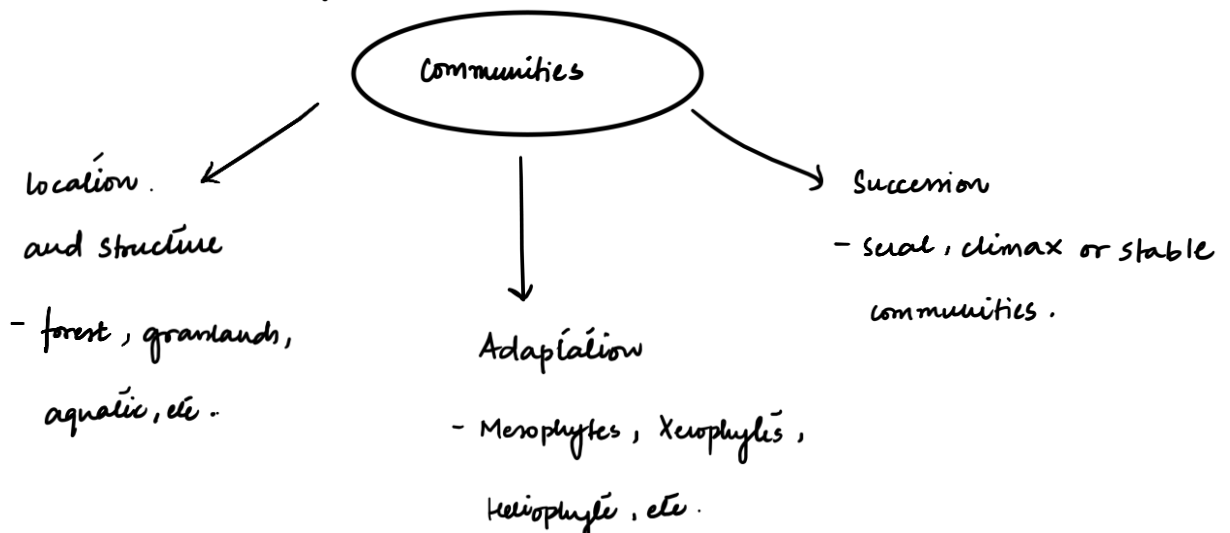 Communities
location.
and structure
- forest, grasslands,
aquatic, etc.
Adaptation
- Mesophytes, Xerophytes,
Heliophyte, etc.
Succession
- seral, climax or stable
communities.